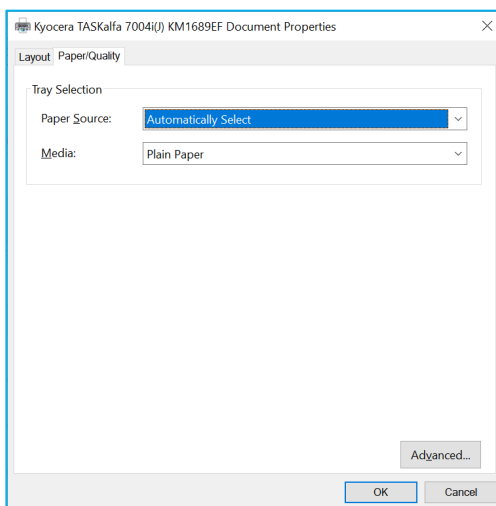 Kyocera TASKalfa 7004i(J) KM1689EF Document Properties
Layout Paper/Quality
Tray Selection
Paper Source: Automatically Select
Media: Plain Paper
Advanced...
OK Cancel